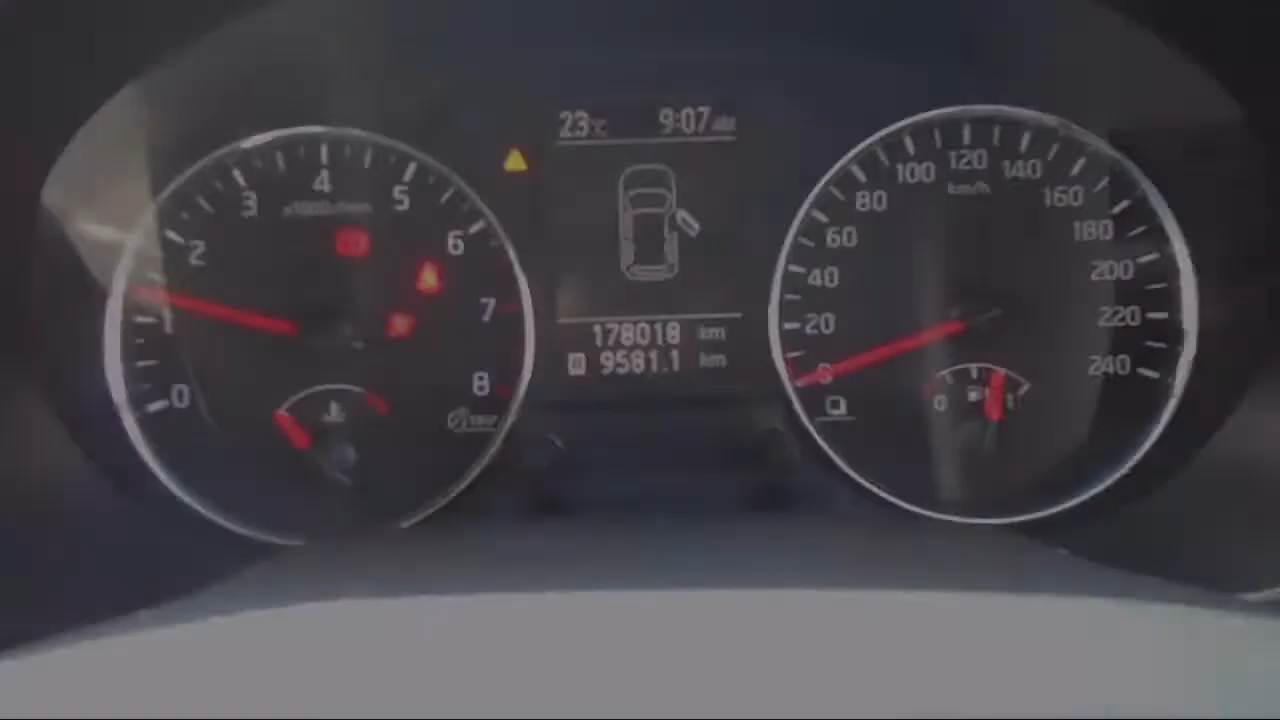 23°C 9:07 AM
178018 km
9581.1 km
0 1 2 3 4 5 6 7 8
0 20 40 60 80 100 120 140 160 180 200 220 240
km/h
0 1